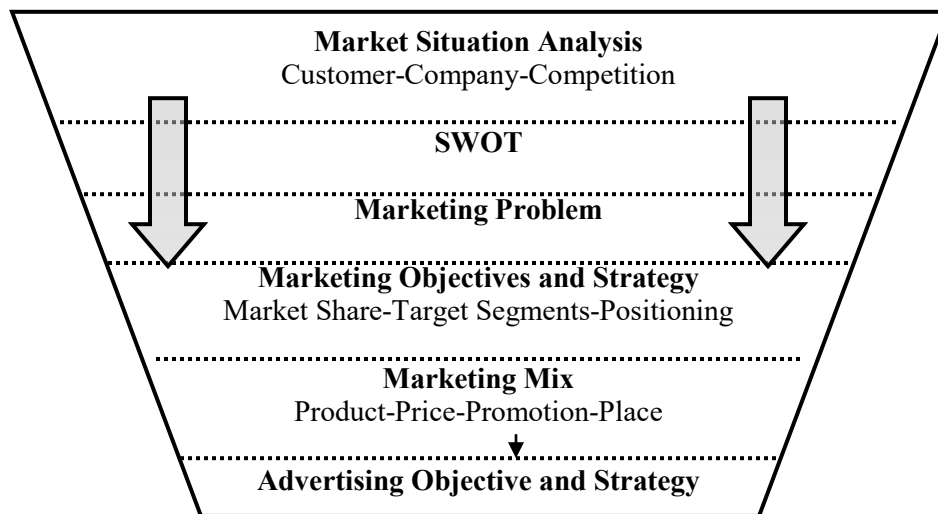 Market Situation Analysis
Customer-Company-Competition
SWOT
Marketing Problem
Marketing Objectives and Strategy
Market Share-Target Segments-Positioning
Marketing Mix
Product-Price-Promotion-Place
Advertising Objective and Strategy